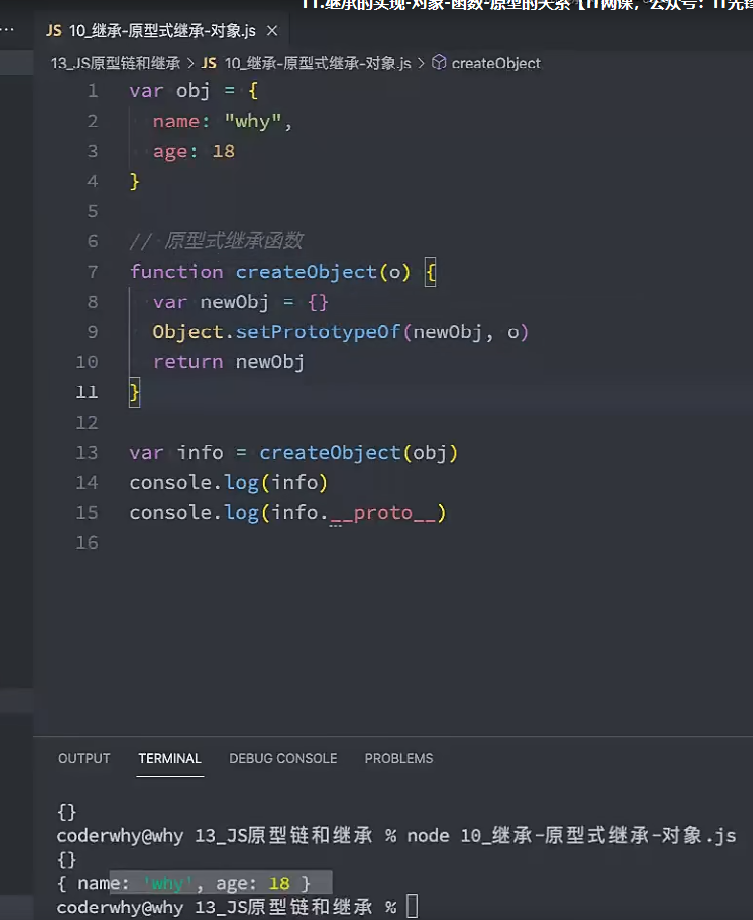 11.继承的实现-对象-函数-原型的关系【IT网课，公众号：IT先锋
JS 10_继承-原型式继承-对象.js ×
13_JS原型链和继承 > JS 10_继承-原型式继承-对象.js > createObject
1 var obj = {
2 name: "why",
3 age: 18
4 }
5
6 // 原型式继承函数
7 function createObject(o) {
8 var newObj = {}
9 Object.setPrototypeOf(newObj, o)
10 return newObj
11 }
12
13 var info = createObject(obj)
14 console.log(info)
15 console.log(info.__proto__)
16
OUTPUT TERMINAL DEBUG CONSOLE PROBLEMS
{}
coderwhy@why 13_JS原型链和继承 % node 10_继承-原型式继承-对象.js
{}
{ name: 'why', age: 18 }
coderwhy@why 13_JS原型链和继承 %